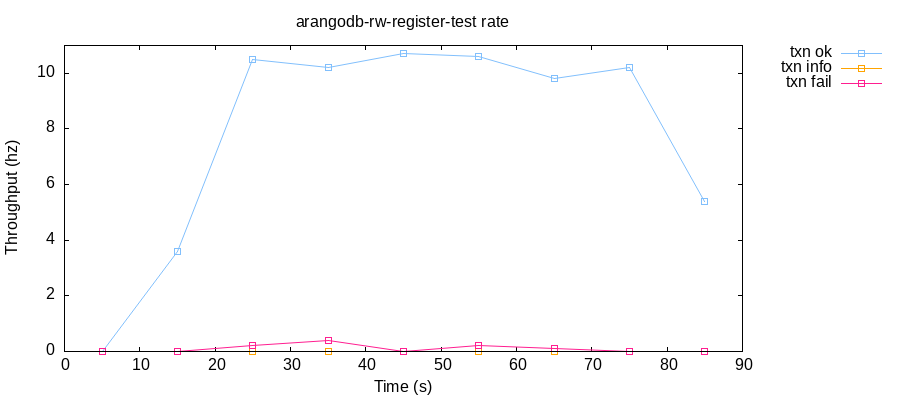 arangodb-rw-register-test rate
txn ok
txn info
txn fail
Throughput (hz)
10
8
6
4
2
0
0 10 20 30 40 50 60 70 80 90
Time (s)